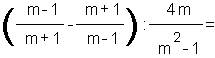 ( m-1 / m+1 - m+1 / m-1 ) : 4m / m²-1 =